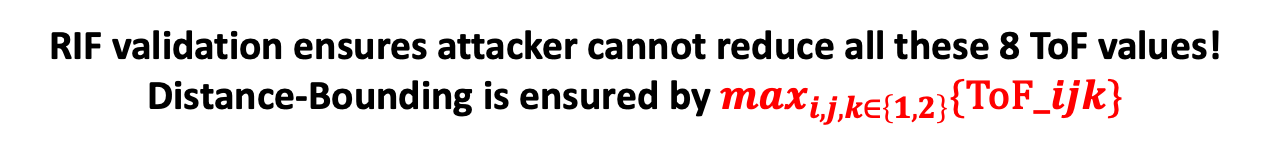 RIF validation ensures attacker cannot reduce all these 8 ToF values!
Distance-Bounding is ensured by max_{i,j,k∈{1,2}}{ToF_ijk}